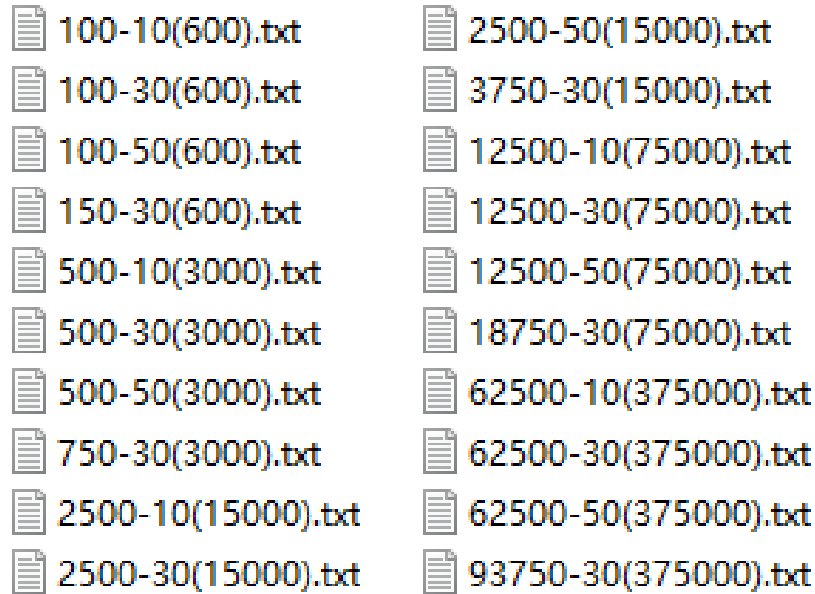 100-10(600).txt
100-30(600).txt
100-50(600).txt
150-30(600).txt
500-10(3000).txt
500-30(3000).txt
500-50(3000).txt
750-30(3000).txt
2500-10(15000).txt
2500-30(15000).txt
2500-50(15000).txt
3750-30(15000).txt
12500-10(75000).txt
12500-30(75000).txt
12500-50(75000).txt
18750-30(75000).txt
62500-10(375000).txt
62500-30(375000).txt
62500-50(375000).txt
93750-30(375000).txt